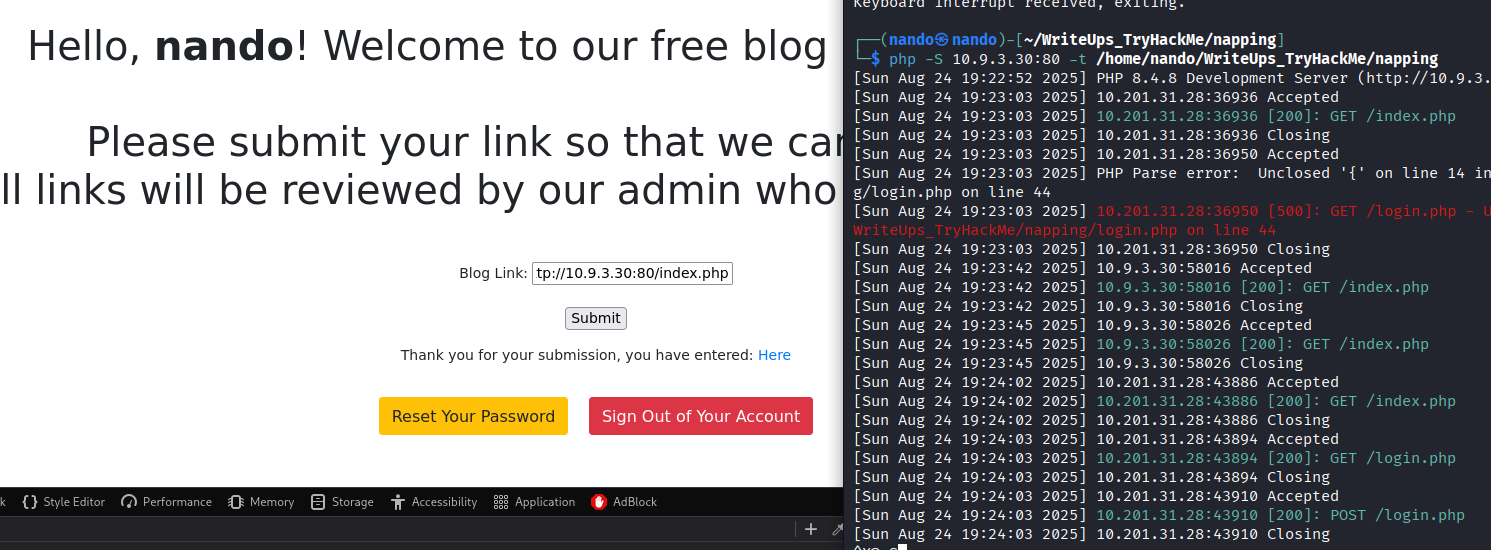 Hello, nando! Welcome to our free blog
Please submit your link so that we can
ll links will be reviewed by our admin who
Blog Link: tp://10.9.3.30:80/index.php
Submit
Thank you for your submission, you have entered: Here
Reset Your Password Sign Out of Your Account
k {} Style Editor Performance Memory Storage Accessibility Application AdBlock
Keyboard interrupt received, exiting.
┌──(nando㉿nando)-[~/WriteUps_TryHackMe/napping]
└─$ php -S 10.9.3.30:80 -t /home/nando/WriteUps_TryHackMe/napping
[Sun Aug 24 19:22:52 2025] PHP 8.4.8 Development Server (http://10.9.3.
[Sun Aug 24 19:23:03 2025] 10.201.31.28:36936 Accepted
[Sun Aug 24 19:23:03 2025] 10.201.31.28:36936 [200]: GET /index.php
[Sun Aug 24 19:23:03 2025] 10.201.31.28:36936 Closing
[Sun Aug 24 19:23:03 2025] 10.201.31.28:36950 Accepted
[Sun Aug 24 19:23:03 2025] PHP Parse error:  Unclosed '{' on line 14 in
g/login.php on line 44
[Sun Aug 24 19:23:03 2025] 10.201.31.28:36950 [500]: GET /login.php - U
WriteUps_TryHackMe/napping/login.php on line 44
[Sun Aug 24 19:23:03 2025] 10.201.31.28:36950 Closing
[Sun Aug 24 19:23:42 2025] 10.9.3.30:58016 Accepted
[Sun Aug 24 19:23:42 2025] 10.9.3.30:58016 [200]: GET /index.php
[Sun Aug 24 19:23:42 2025] 10.9.3.30:58016 Closing
[Sun Aug 24 19:23:45 2025] 10.9.3.30:58026 Accepted
[Sun Aug 24 19:23:45 2025] 10.9.3.30:58026 [200]: GET /index.php
[Sun Aug 24 19:23:45 2025] 10.9.3.30:58026 Closing
[Sun Aug 24 19:24:02 2025] 10.201.31.28:43886 Accepted
[Sun Aug 24 19:24:02 2025] 10.201.31.28:43886 [200]: GET /index.php
[Sun Aug 24 19:24:02 2025] 10.201.31.28:43886 Closing
[Sun Aug 24 19:24:03 2025] 10.201.31.28:43894 Accepted
[Sun Aug 24 19:24:03 2025] 10.201.31.28:43894 [200]: GET /login.php
[Sun Aug 24 19:24:03 2025] 10.201.31.28:43894 Closing
[Sun Aug 24 19:24:03 2025] 10.201.31.28:43910 Accepted
[Sun Aug 24 19:24:03 2025] 10.201.31.28:43910 [200]: POST /login.php
[Sun Aug 24 19:24:03 2025] 10.201.31.28:43910 Closing